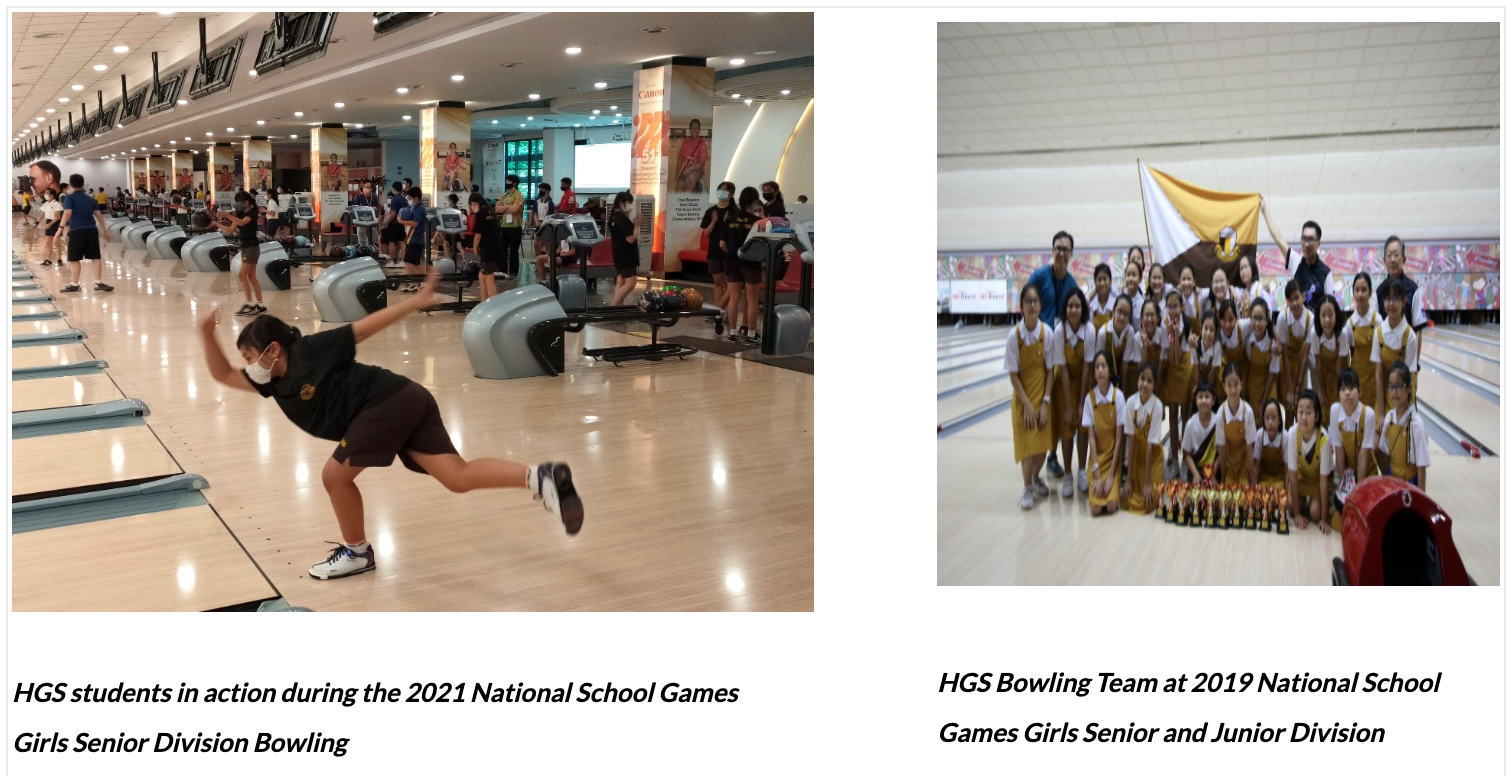 Canon
51
HGS students in action during the 2021 National School Games
Girls Senior Division Bowling
HGS Bowling Team at 2019 National School
Games Girls Senior and Junior Division